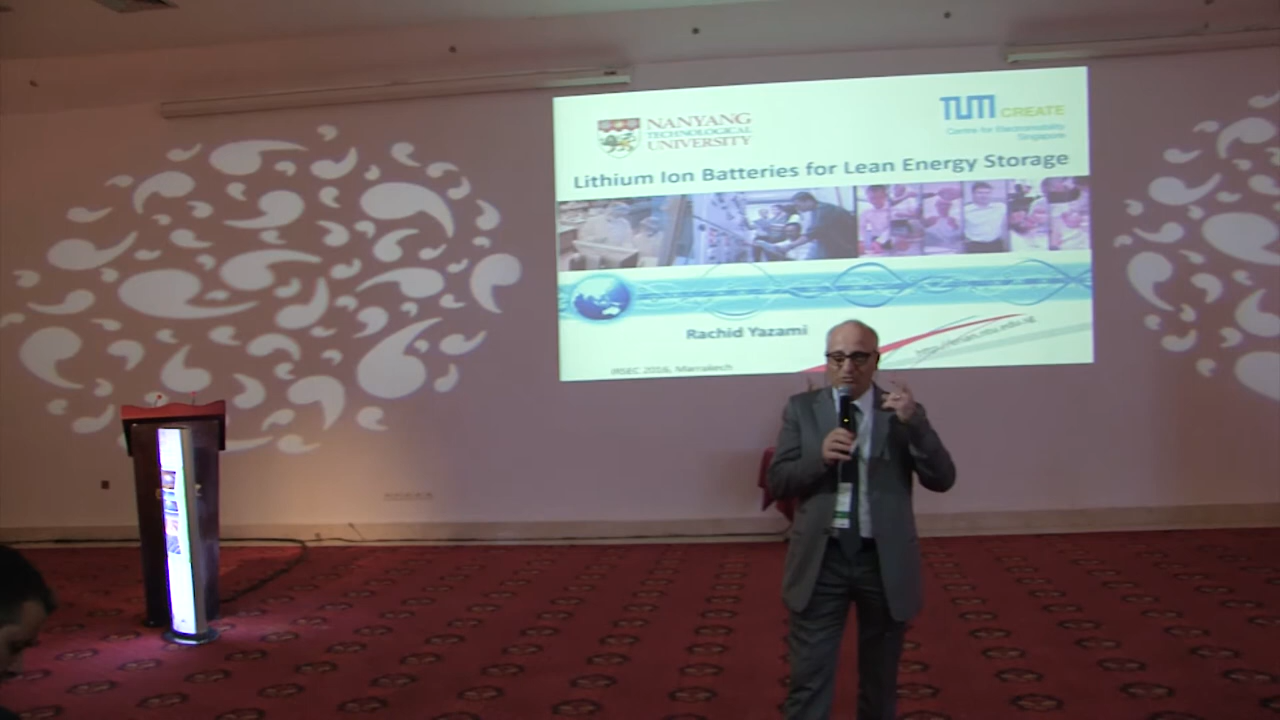 NANYANG
TECHNOLOGICAL
UNIVERSITY
TUM CREATE
Centre for Electromobility
Singapore
Lithium Ion Batteries for Lean Energy Storage
Rachid Yazami
IRSEC 2016, Marrakech